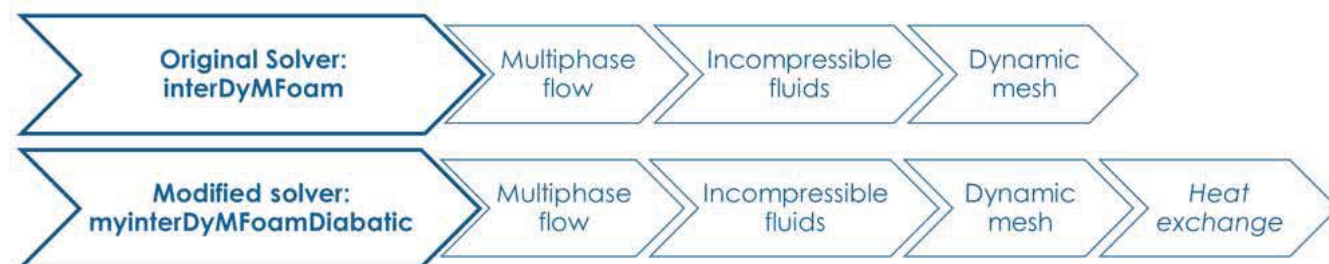 Original Solver:
interDyMFoam
Multiphase
flow
Incompressible
fluids
Dynamic
mesh
Modified solver:
myinterDyMFoamDiabatic
Multiphase
flow
Incompressible
fluids
Dynamic
mesh
Heat
exchange